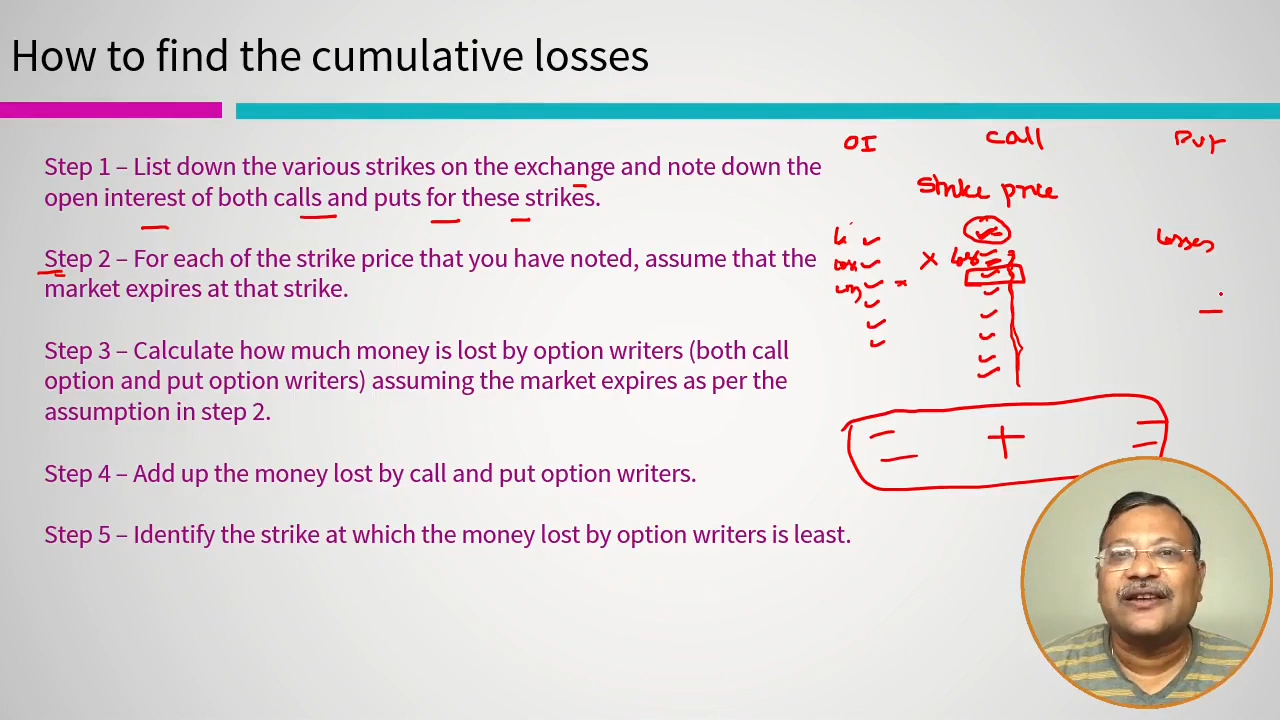 How to find the cumulative losses
Step 1 – List down the various strikes on the exchange and note down the
open interest of both calls and puts for these strikes.
Step 2 – For each of the strike price that you have noted, assume that the
market expires at that strike.
Step 3 – Calculate how much money is lost by option writers (both call
option and put option writers) assuming the market expires as per the
assumption in step 2.
Step 4 – Add up the money lost by call and put option writers.
Step 5 – Identify the strike at which the money lost by option writers is least.
OI call Put
Strike price
losses